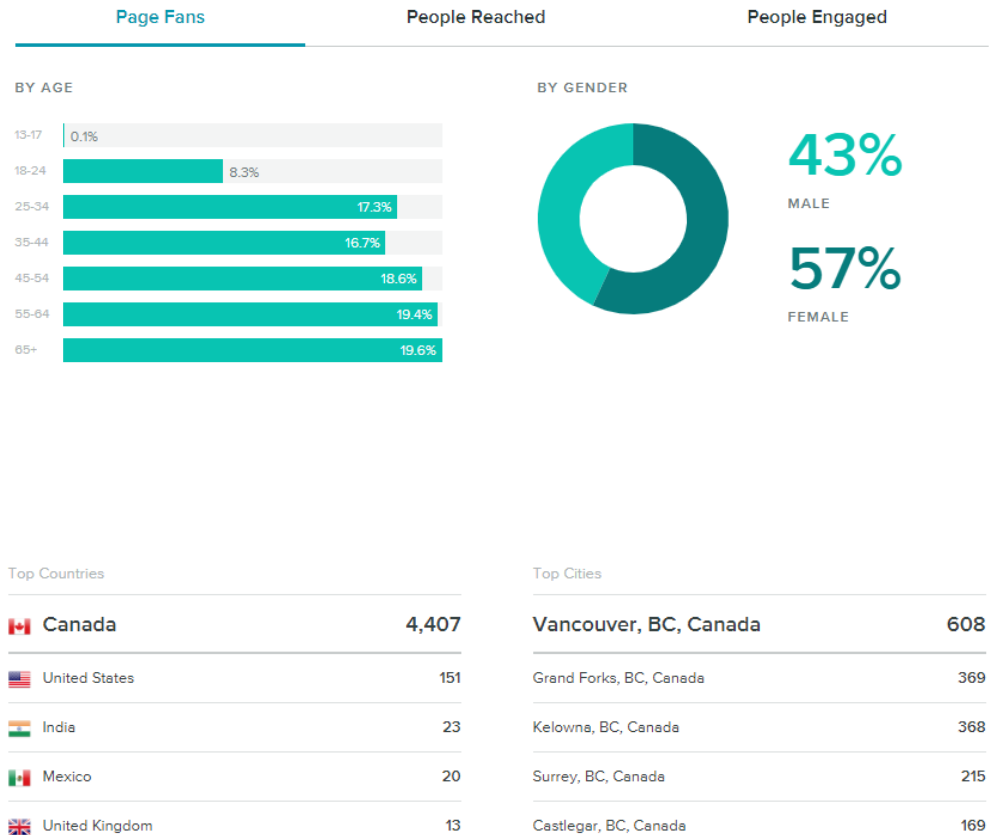 Page Fans People Reached People Engaged
BY AGE
13-17 0.1%
18-24 8.3%
25-34 17.3%
35-44 16.7%
45-54 18.6%
55-64 19.4%
65+ 19.6%
BY GENDER
43%
MALE
57%
FEMALE
Top Countries
Canada 4,407
United States 151
India 23
Mexico 20
United Kingdom 13
Top Cities
Vancouver, BC, Canada 608
Grand Forks, BC, Canada 369
Kelowna, BC, Canada 368
Surrey, BC, Canada 215
Castlegar, BC, Canada 169